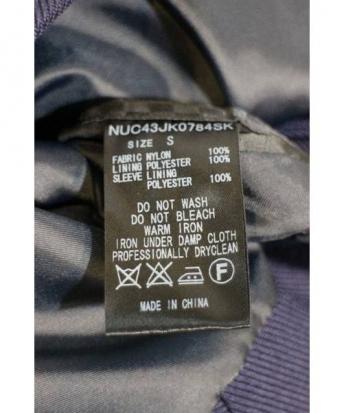 NUC43JK0784SK
SIZE S
FABRIC NYLON 100%
LINING POLYESTER 100%
SLEEVE LINING
POLYESTER 100%
DO NOT WASH
DO NOT BLEACH
WARM IRON
IRON UNDER DAMP CLOTH
PROFESSIONALLY DRYCLEAN
F
MADE IN CHINA